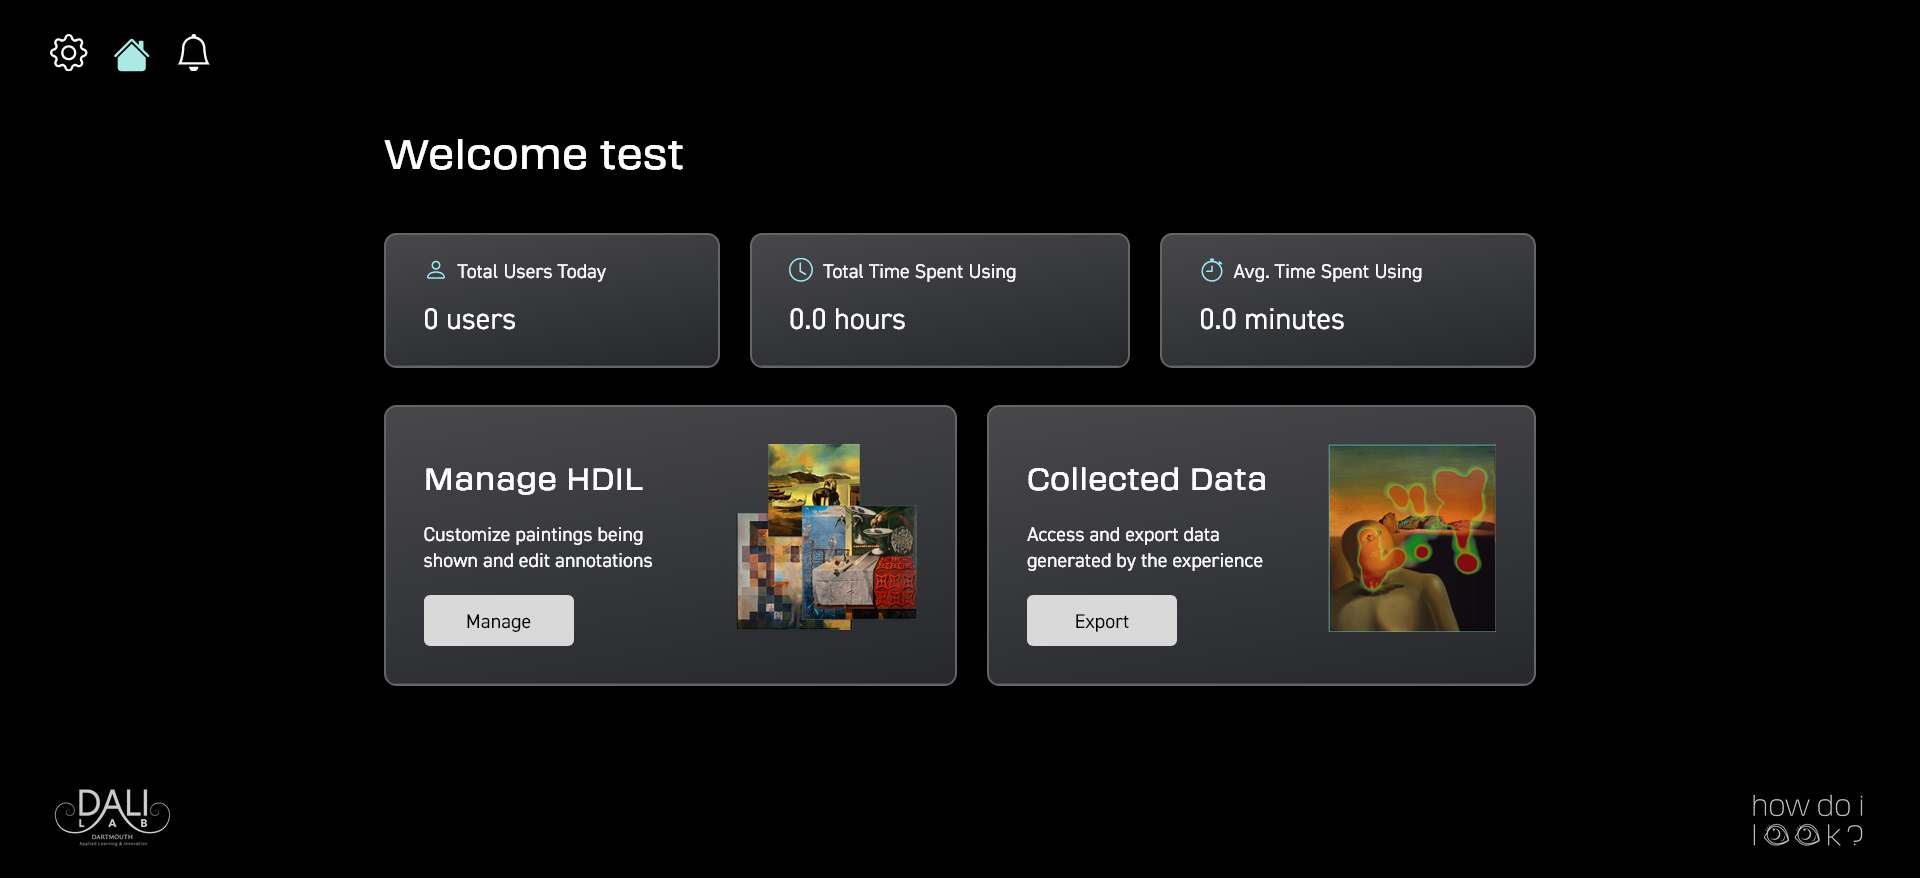 Welcome test
Total Users Today
0 users
Total Time Spent Using
0.0 hours
Avg. Time Spent Using
0.0 minutes
Manage HDIL
Customize paintings being
shown and edit annotations
Manage
Collected Data
Access and export data
generated by the experience
Export
DALI
LAB
DARTMOUTH
Applied Learning & Innovation
how do i
look?